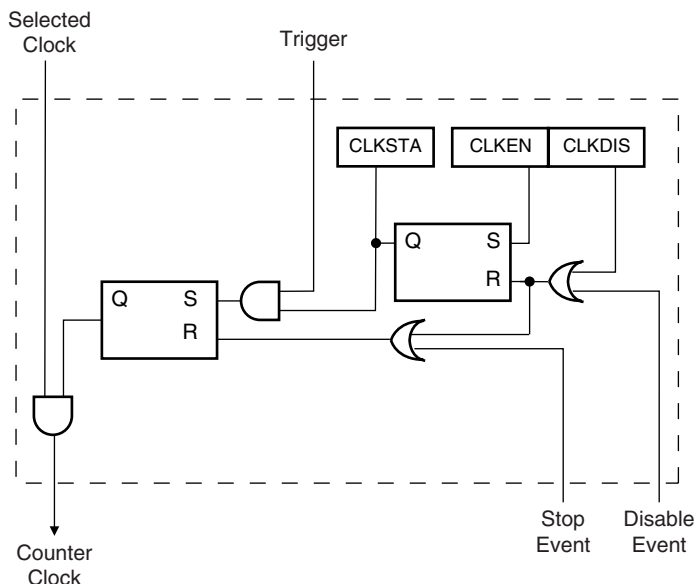 Selected
Clock
Trigger
CLKSTA
CLKEN
CLKDIS
Q
S
R
Q
S
R
Stop
Event
Disable
Event
Counter
Clock